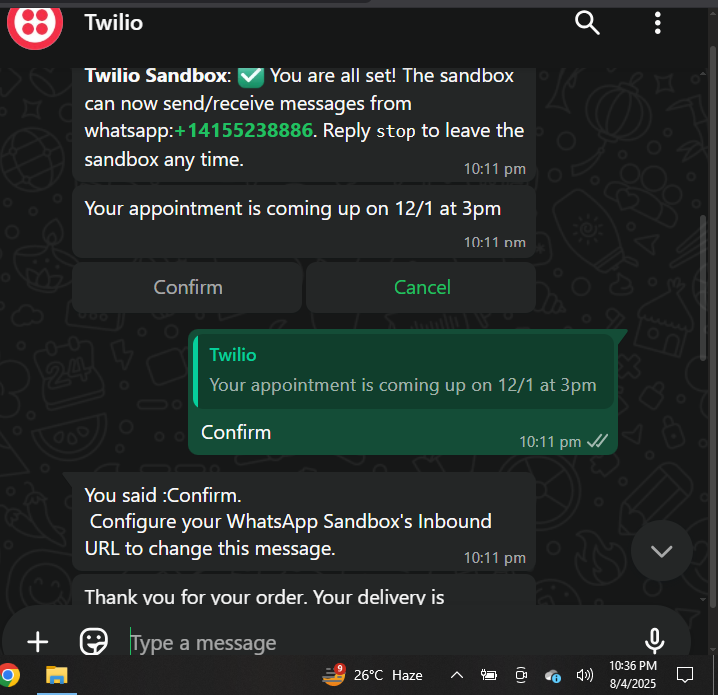 Twilio
Twilio Sandbox: ✅ You are all set! The sandbox
can now send/receive messages from
whatsapp:+14155238886. Reply stop to leave the
sandbox any time.
10:11 pm
Your appointment is coming up on 12/1 at 3pm
10:11 pm
Confirm
Cancel
Twilio
Your appointment is coming up on 12/1 at 3pm
Confirm
10:11 pm
You said :Confirm.
Configure your WhatsApp Sandbox's Inbound
URL to change this message.
10:11 pm
Thank you for your order. Your delivery is
Type a message
9
26°C Haze
10:36 PM
8/4/2025